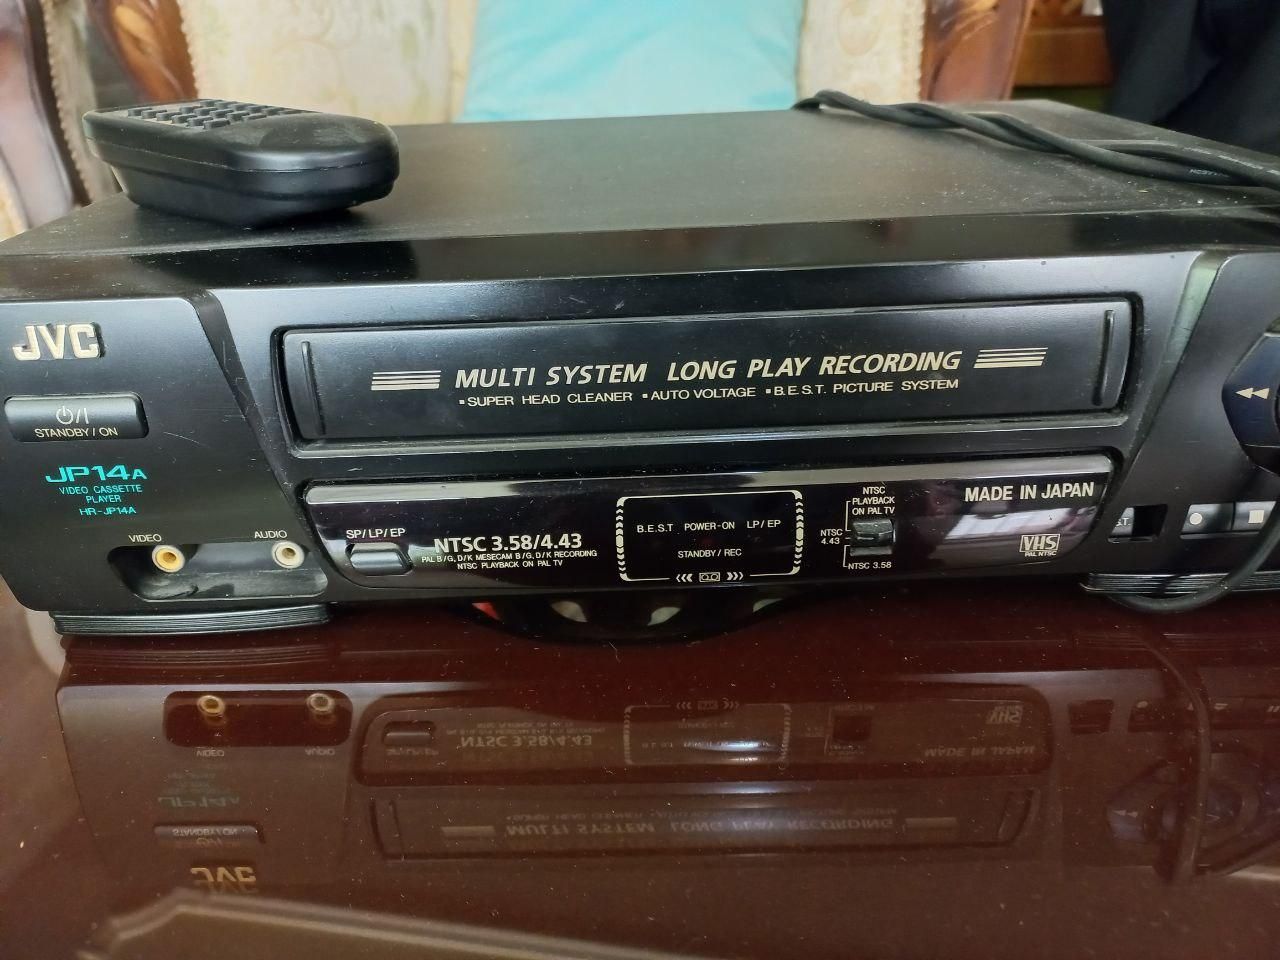 JVC
⏻/I
STANDBY / ON
JP14A
VIDEO CASSETTE
PLAYER
HR-JP14A
VIDEO
AUDIO
MULTI SYSTEM LONG PLAY RECORDING
▪SUPER HEAD CLEANER ▪AUTO VOLTAGE ▪B.E.S.T. PICTURE SYSTEM
SP/LP/EP
NTSC 3.58/4.43
PAL B/G, D/K MESECAM B/G, D/K RECORDING
NTSC PLAYBACK ON PAL TV
B.E.S.T POWER-ON LP/EP
STANDBY / REC
NTSC
PLAYBACK
ON PAL TV
NTSC
4.43
NTSC 3.58
MADE IN JAPAN
VHS
PAL NTSC